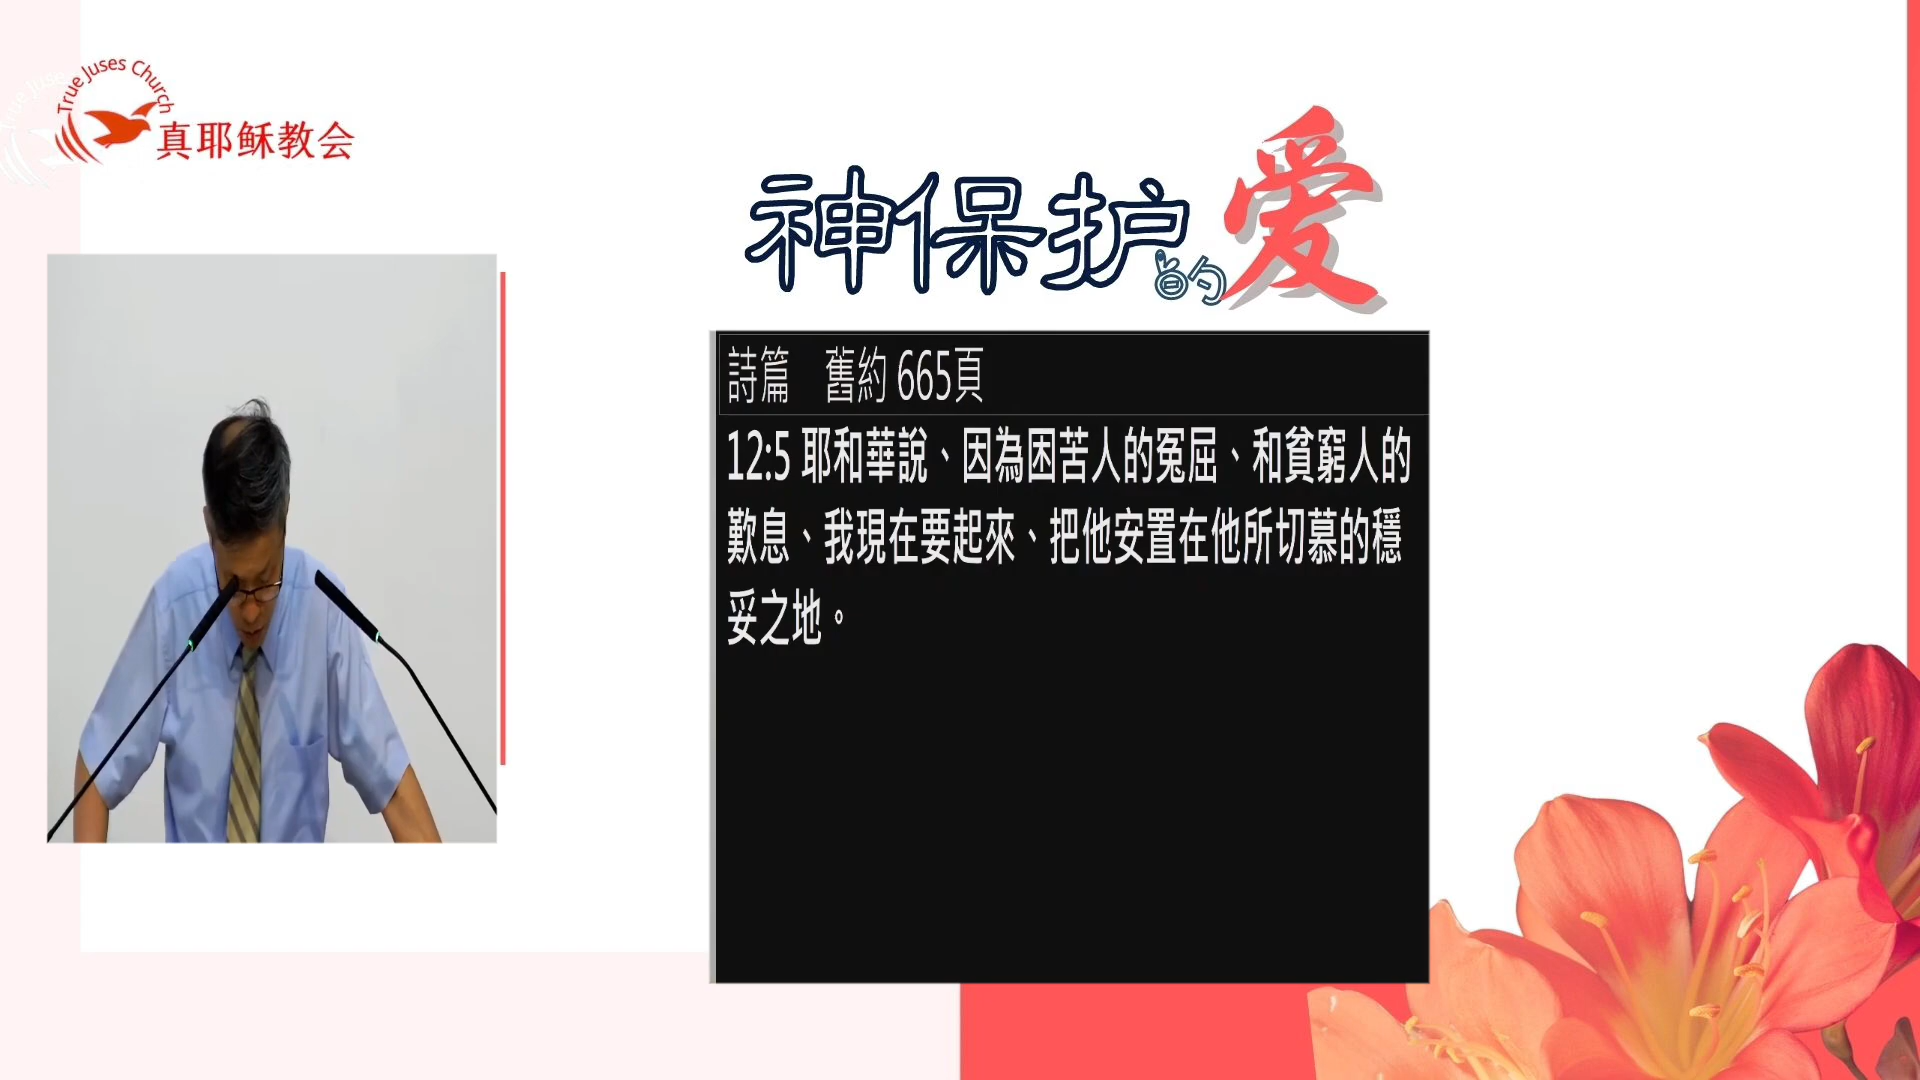 True Juses Church
真耶稣教会
神保护的爱
詩篇 舊約 665頁
12:5 耶和華說、因為困苦人的冤屈、和貧窮人的
歎息、我現在要起來、把他安置在他所切慕的穩
妥之地。